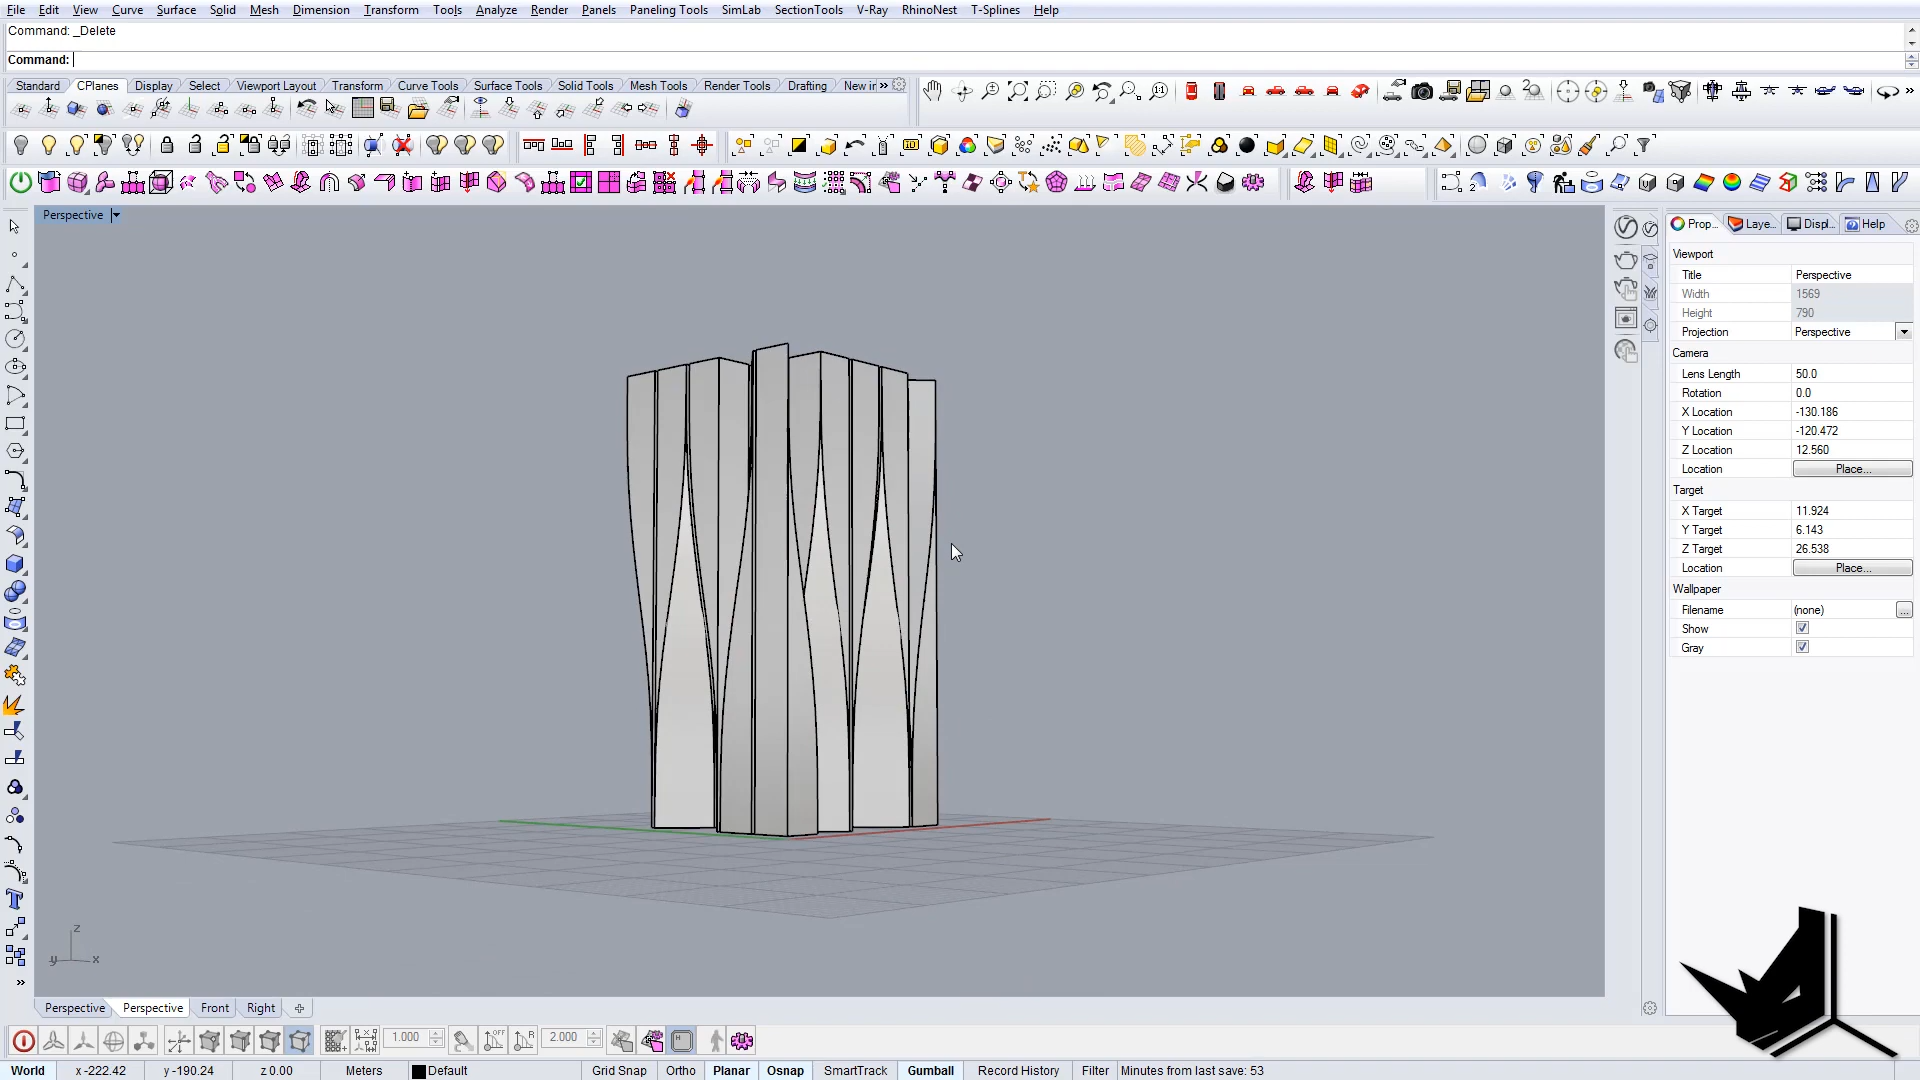 File Edit View Curve Surface Solid Mesh Dimension Transform Tools Analyze Render Panels Paneling Tools SimLab SectionTools V-Ray RhinoNest T-Splines Help
Command: _Delete
Command:
Standard CPlanes Display Select Viewport Layout Transform Curve Tools Surface Tools Solid Tools Mesh Tools Render Tools Drafting New in »
Perspective
Prop... Laye... Displ... Help
Viewport
Title Perspective
Width 1569
Height 790
Projection Perspective
Camera
Lens Length 50.0
Rotation 0.0
X Location -130.186
Y Location -120.472
Z Location 12.560
Location Place...
Target
X Target 11.924
Y Target 6.143
Z Target 26.538
Location Place...
Wallpaper
Filename (none) ...
Show
Gray
z
y x
Perspective Perspective Front Right
1.000 OFF R 2.000 H
World x -222.42 y -190.24 z 0.00 Meters Default Grid Snap Ortho Planar Osnap SmartTrack Gumball Record History Filter Minutes from last save: 53